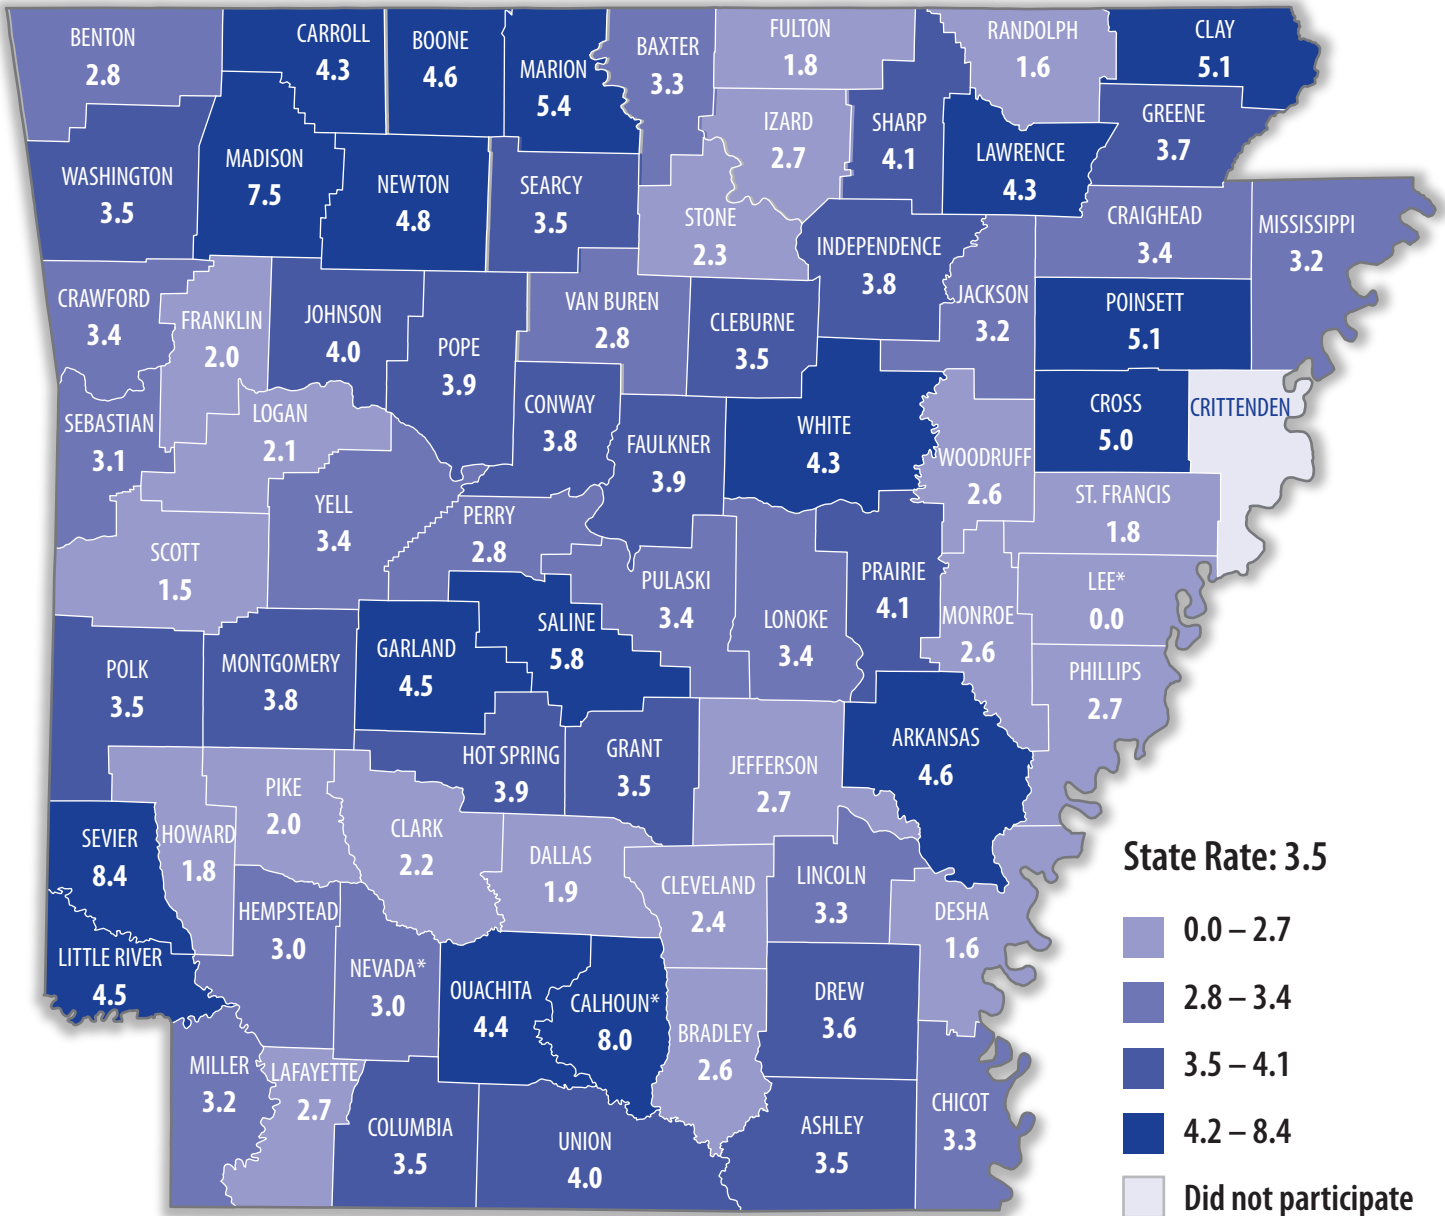 BENTON
2.8
CARROLL
4.3
BOONE
4.6
MARION
5.4
BAXTER
3.3
FULTON
1.8
RANDOLPH
1.6
CLAY
5.1
GREENE
3.7
IZARD
2.7
SHARP
4.1
LAWRENCE
4.3
WASHINGTON
3.5
MADISON
7.5
NEWTON
4.8
SEARCY
3.5
STONE
2.3
INDEPENDENCE
3.8
CRAIGHEAD
3.4
MISSISSIPPI
3.2
CRAWFORD
3.4
FRANKLIN
2.0
JOHNSON
4.0
POPE
3.9
VAN BUREN
2.8
CLEBURNE
3.5
JACKSON
3.2
POINSETT
5.1
SEBASTIAN
3.1
LOGAN
2.1
CONWAY
3.8
FAULKNER
3.9
WHITE
4.3
WOODRUFF
2.6
CROSS
5.0
CRITTENDEN
ST. FRANCIS
1.8
SCOTT
1.5
YELL
3.4
PERRY
2.8
PULASKI
3.4
LONOKE
3.4
PRAIRIE
4.1
MONROE
2.6
LEE*
0.0
PHILLIPS
2.7
POLK
3.5
MONTGOMERY
3.8
GARLAND
4.5
SALINE
5.8
HOT SPRING
3.9
GRANT
3.5
JEFFERSON
2.7
ARKANSAS
4.6
SEVIER
8.4
HOWARD
1.8
PIKE
2.0
CLARK
2.2
DALLAS
1.9
CLEVELAND
2.4
LINCOLN
3.3
DESHA
1.6
LITTLE RIVER
4.5
HEMPSTEAD
3.0
NEVADA*
3.0
OUACHITA
4.4
CALHOUN*
8.0
BRADLEY
2.6
DREW
3.6
MILLER
3.2
LAFAYETTE
2.7
COLUMBIA
3.5
UNION
4.0
ASHLEY
3.5
CHICOT
3.3
State Rate: 3.5
0.0 – 2.7
2.8 – 3.4
3.5 – 4.1
4.2 – 8.4
Did not participate